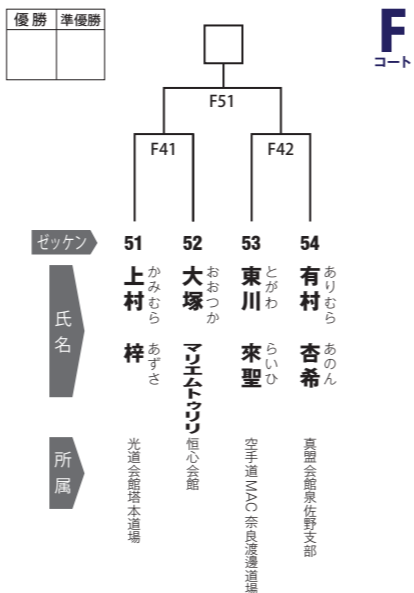 優勝 準優勝
F
コート
F51
F41 F42
ゼッケン 51 52 53 54
氏名
上村 梓
かみむら あずさ
大塚 マリエムトゥリリ
おおつか
東川 來聖
とがわ らいひ
有村 杏希
ありむら あのん
所属
光道会館塔本道場
恒心会館
空手道MAC奈良渡邊道場
真盟会館泉佐野支部